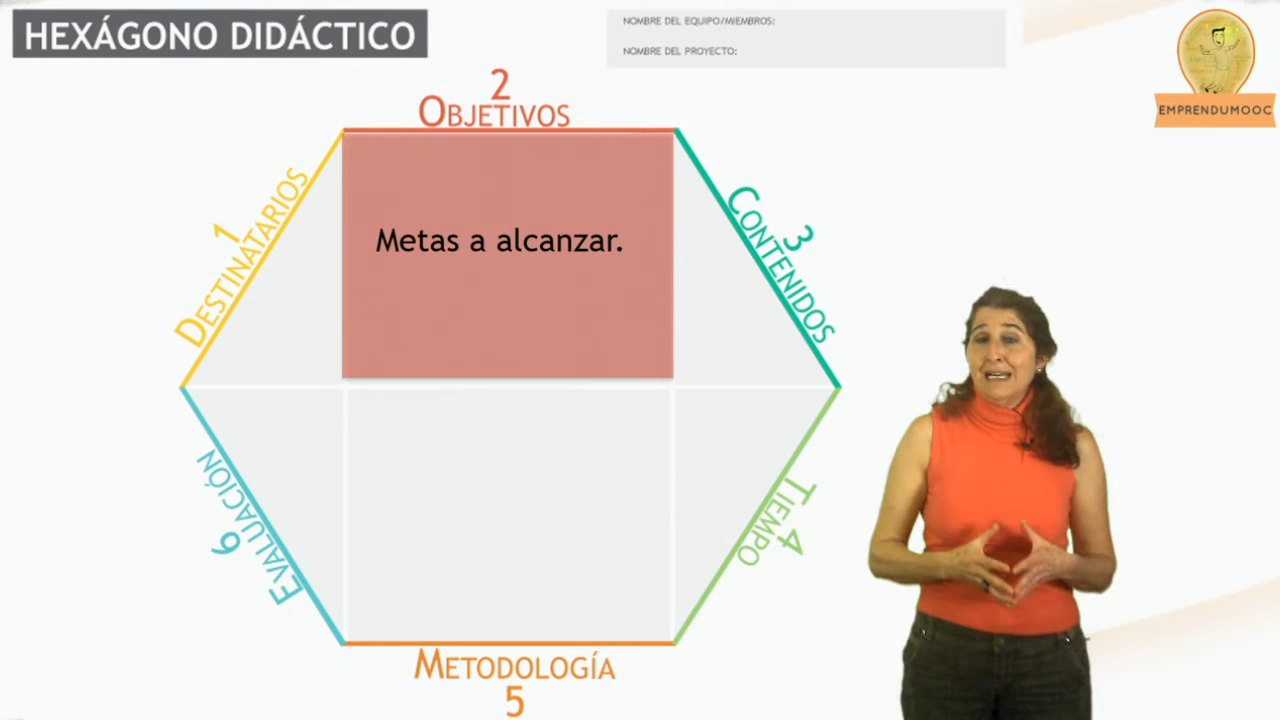 HEXÁGONO DIDÁCTICO
NOMBRE DEL EQUIPO/MIEMBROS:
NOMBRE DEL PROYECTO:
EMPRENDUMOOC
2
OBJETIVOS
1
DESTINATARIOS
Metas a alcanzar.
3
CONTENIDOS
EVALUACIÓN
6
TIEMPO
4
METODOLOGÍA
5